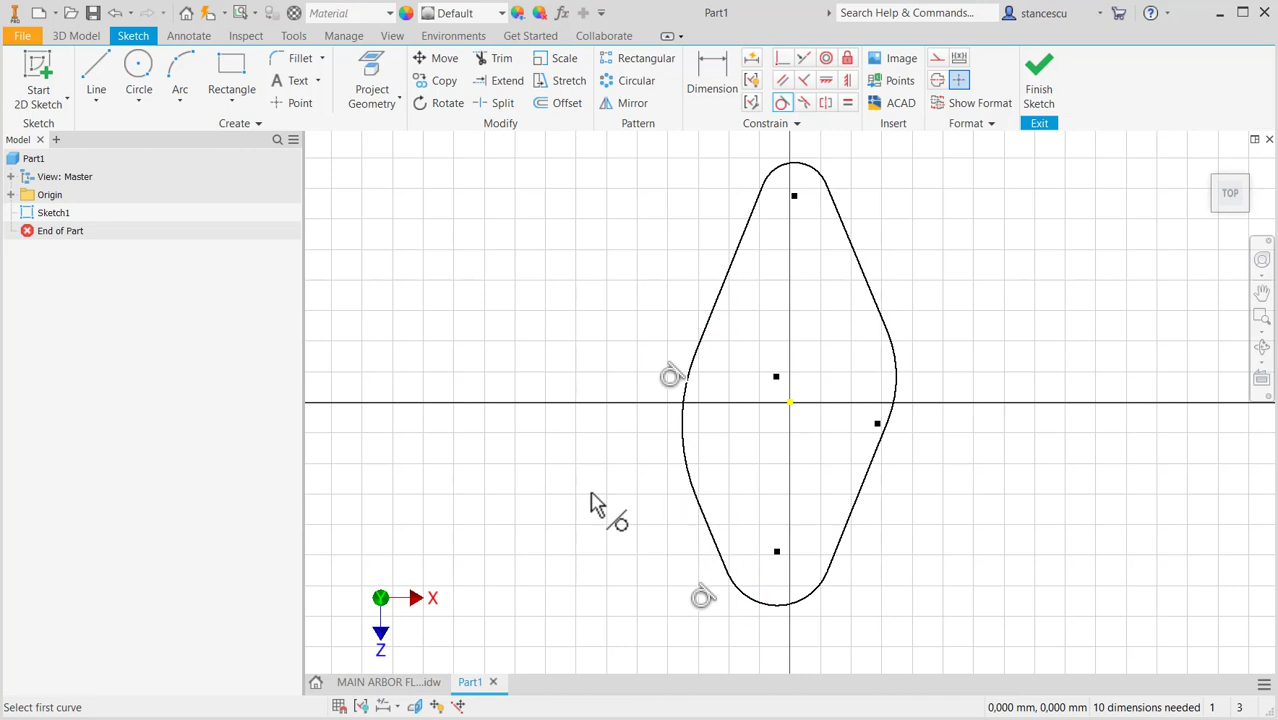 Material Default fx Part1 Search Help & Commands... stancescu
PRO
File 3D Model Sketch Annotate Inspect Tools Manage View Environments Get Started Collaborate
Start
2D Sketch
Line Circle Arc Rectangle
Fillet
Text
Point
Project
Geometry
Move Trim Scale
Copy Extend Stretch
Rotate Split Offset
Rectangular
Circular
Mirror
Dimension
Image
Points
ACAD
Show Format
Finish
Sketch
Sketch Create Modify Pattern Constrain Insert Format Exit
Model
Part1
View: Master
Origin
Sketch1
End of Part
TOP
Y X
Z
MAIN ARBOR FL...idw Part1
Select first curve 0,000 mm, 0,000 mm 10 dimensions needed 1 3